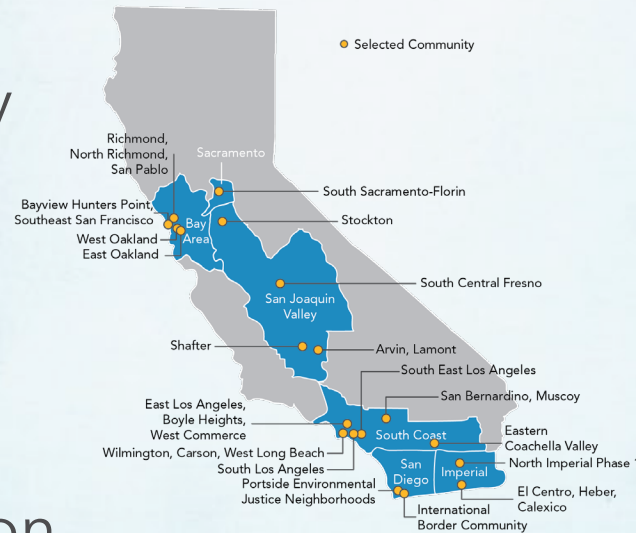 Selected Community
Richmond,
North Richmond,
San Pablo
Sacramento
South Sacramento-Florin
Bayview Hunters Point,
Southeast San Francisco
Bay
Area
Stockton
West Oakland
East Oakland
South Central Fresno
San Joaquin
Valley
Shafter
Arvin, Lamont
South East Los Angeles
San Bernardino, Muscoy
East Los Angeles,
Boyle Heights,
West Commerce
South Coast
Eastern
Coachella Valley
Wilmington, Carson, West Long Beach
South Los Angeles
San
Diego
Imperial
North Imperial Phase 1
Portside Environmental
Justice Neighborhoods
El Centro, Heber,
Calexico
International
Border Community
on